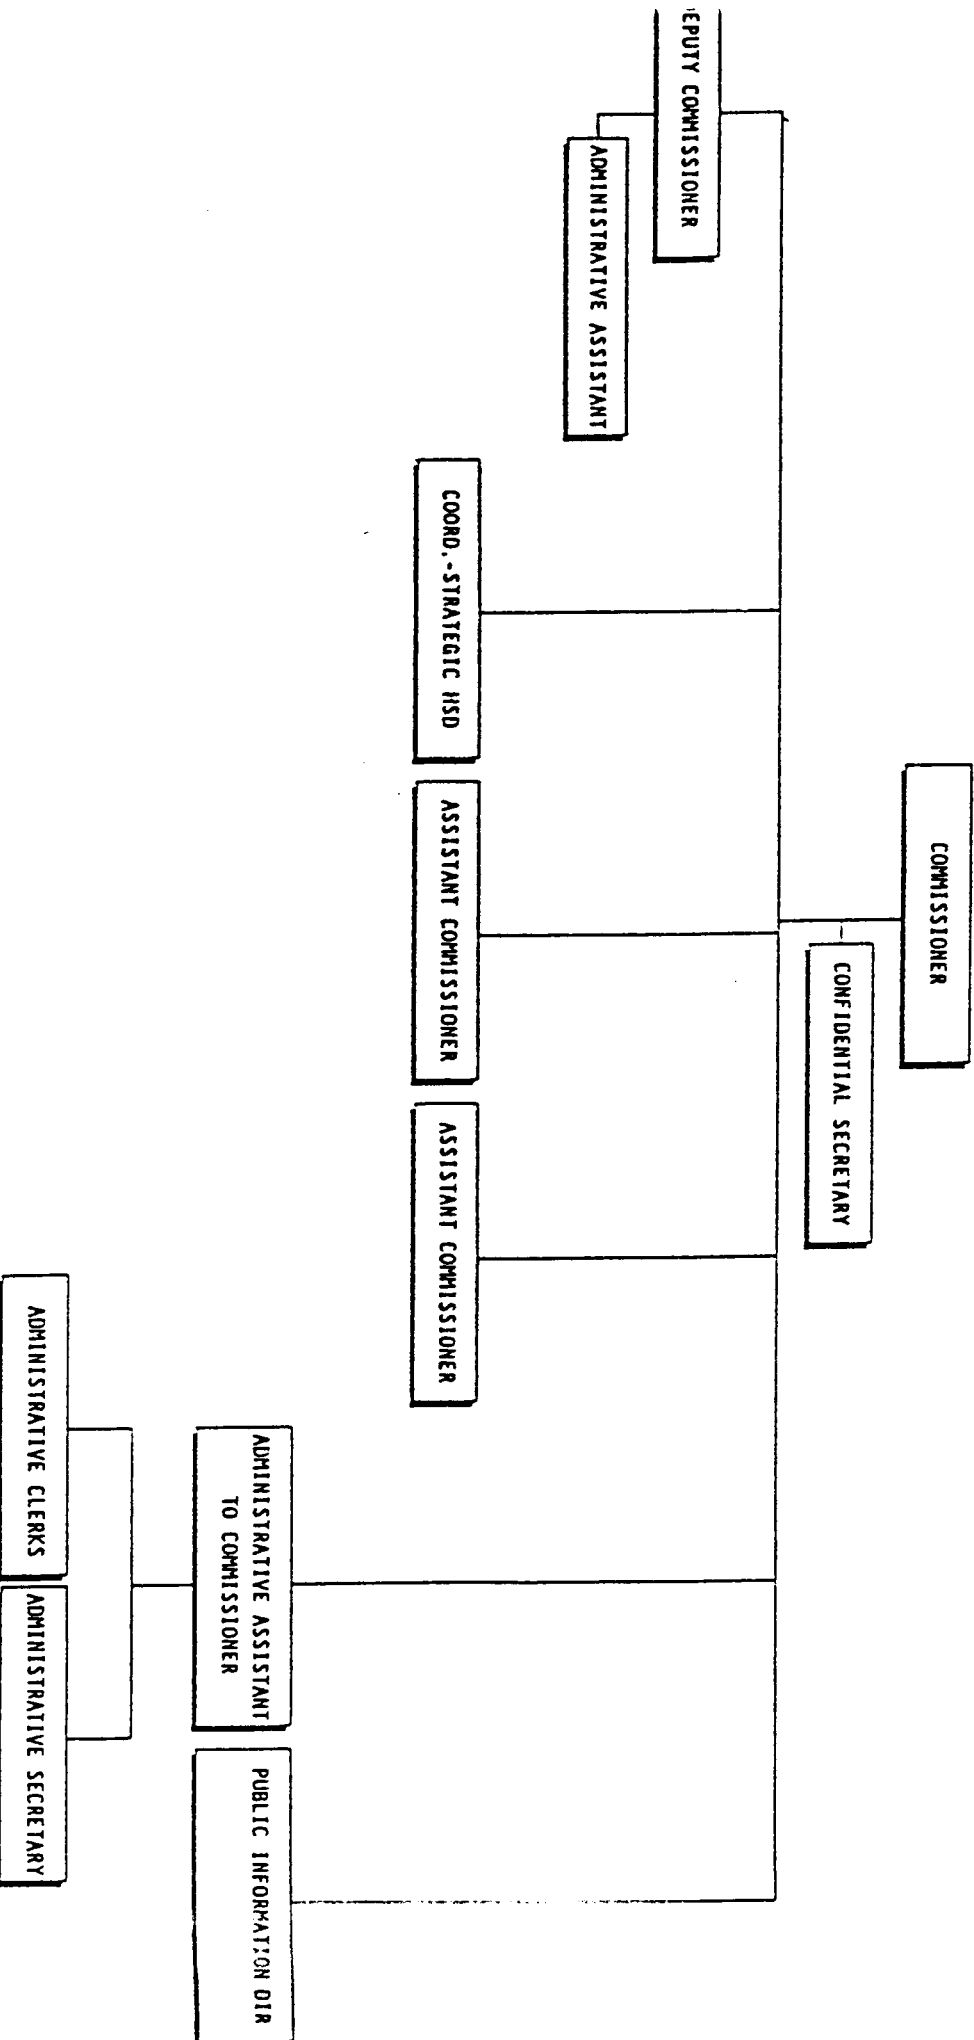 COMMISSIONER
CONFIDENTIAL SECRETARY
EPUTY COMMISSIONER
ADMINISTRATIVE ASSISTANT
COORD.-STRATEGIC HSD
ASSISTANT COMMISSIONER
ASSISTANT COMMISSIONER
ADMINISTRATIVE ASSISTANT
TO COMMISSIONER
PUBLIC INFORMATION DIR
ADMINISTRATIVE CLERKS
ADMINISTRATIVE SECRETARY